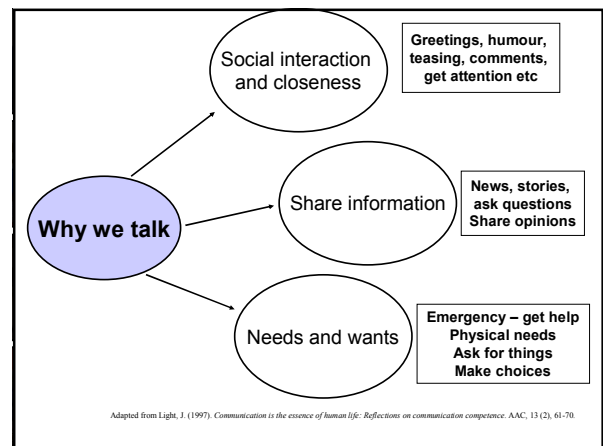 Social interaction
and closeness
Greetings, humour,
teasing, comments,
get attention etc
Why we talk
Share information
News, stories,
ask questions
Share opinions
Needs and wants
Emergency – get help
Physical needs
Ask for things
Make choices
Adapted from Light, J. (1997). Communication is the essence of human life: Reflections on communication competence. AAC, 13 (2), 61-70.